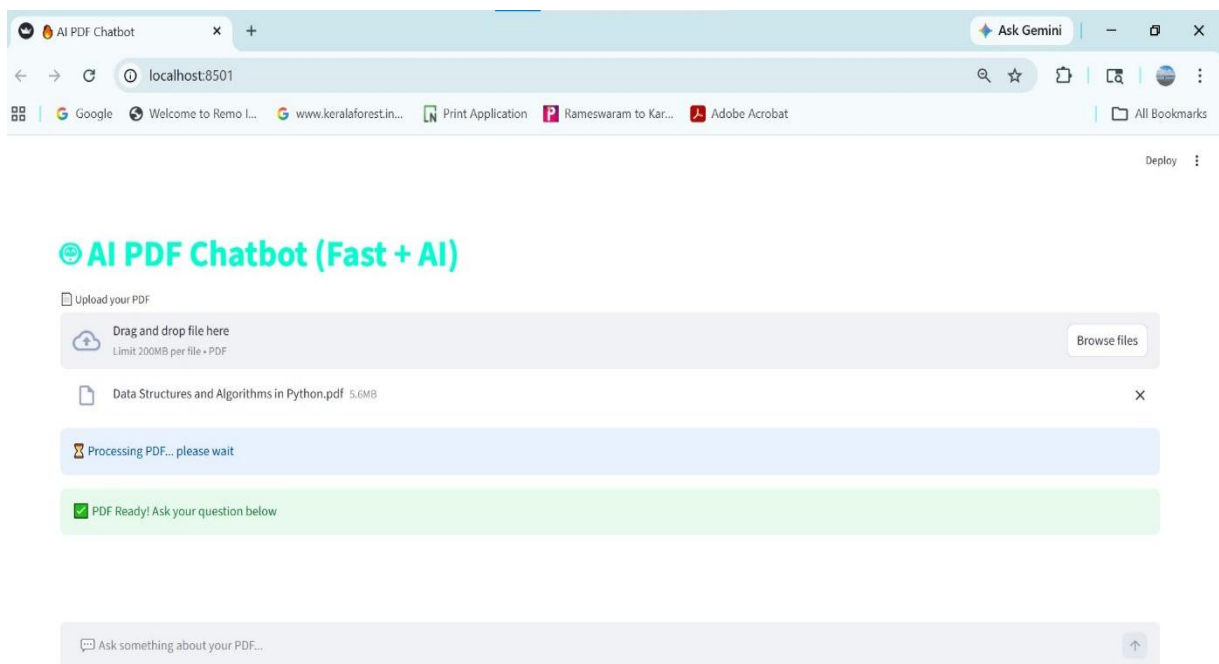 AI PDF Chatbot
Ask Gemini
localhost:8501
Google Welcome to Remo I... www.keralaforest.in... Print Application Rameswaram to Kar... Adobe Acrobat All Bookmarks
Deploy
AI PDF Chatbot (Fast + AI)
Upload your PDF
Drag and drop file here
Limit 200MB per file • PDF
Browse files
Data Structures and Algorithms in Python.pdf 5.6MB
Processing PDF... please wait
PDF Ready! Ask your question below
Ask something about your PDF...